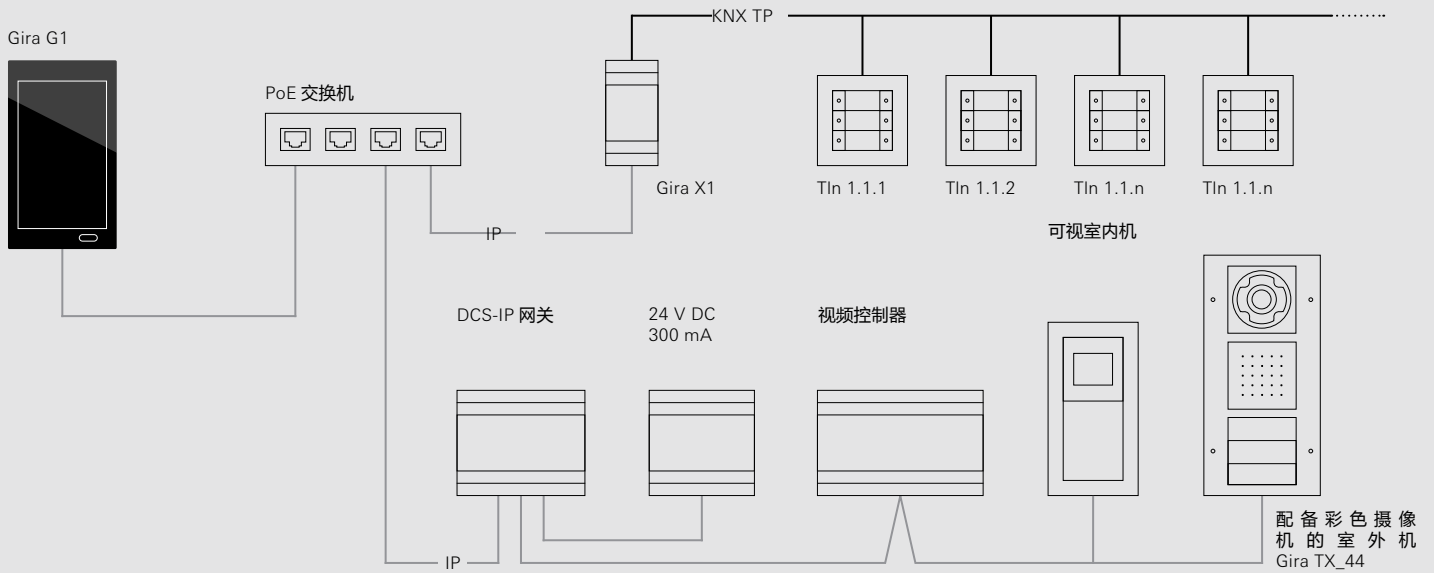 KNX TP
Gira G1
PoE 交换机
Gira X1
Tln 1.1.1
Tln 1.1.2
Tln 1.1.n
Tln 1.1.n
IP
可视室内机
DCS-IP 网关
24 V DC
300 mA
视频控制器
配备彩色摄像
机的室外机
Gira TX_44
IP